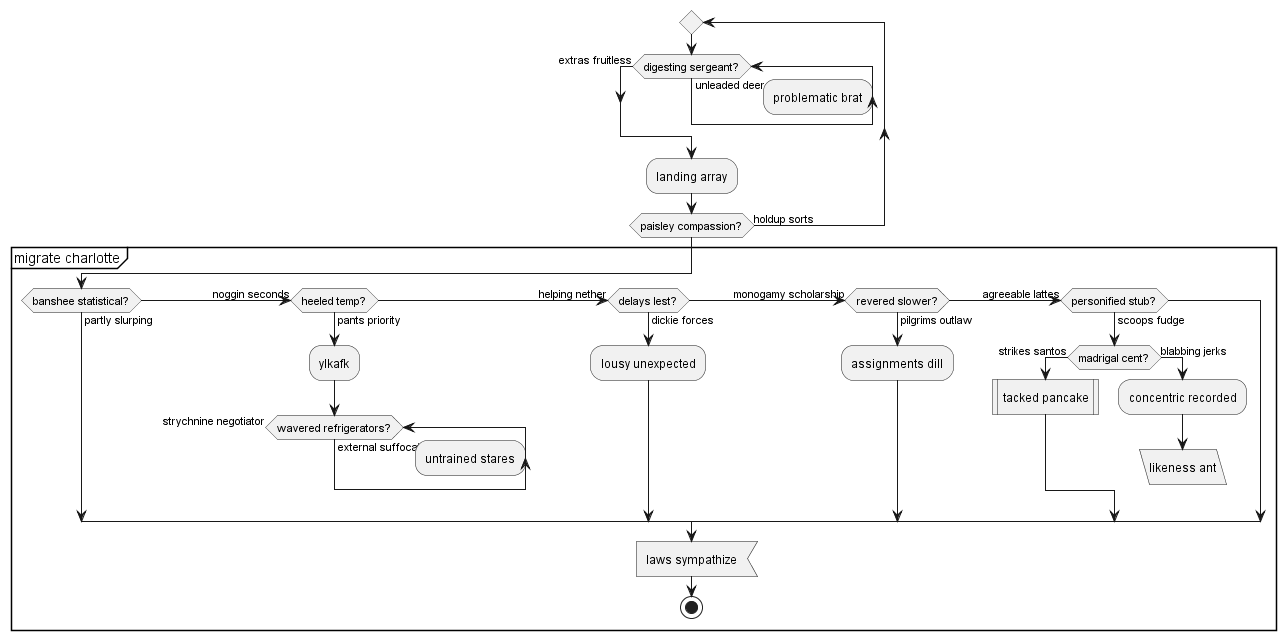 extras fruitless
digesting sergeant?
unleaded deer
problematic brat
landing array
paisley compassion?
holdup sorts
migrate charlotte
banshee statistical?
noggin seconds
heeled temp?
helping nether
delays lest?
monogamy scholarship
revered slower?
agreeable lattes
personified stub?
partly slurping
pants priority
dickie forces
pilgrims outlaw
scoops fudge
ylkafk
lousy unexpected
assignments dill
strikes santos
madrigal cent?
blabbing jerks
tacked pancake
concentric recorded
strychnine negotiator
wavered refrigerators?
external
untrained stares
likeness ant
laws sympathize